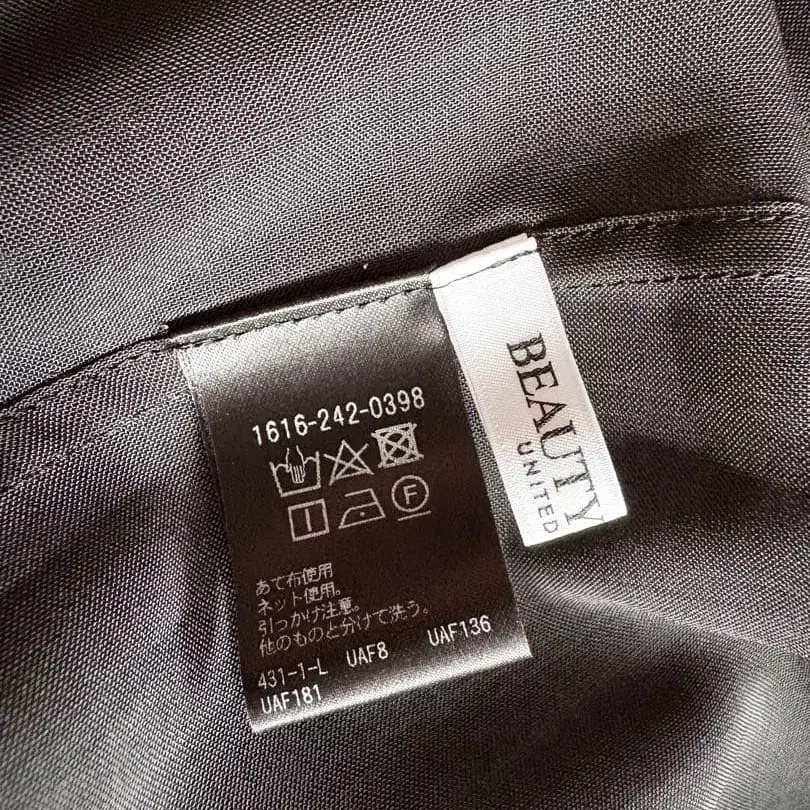 1616-242-0398
F
あて布使用
ネット使用。
引っかけ注意。
他のものと分けて洗う。
431-1-L UAF8 UAF136
UAF181
BEAUTY
UNITED